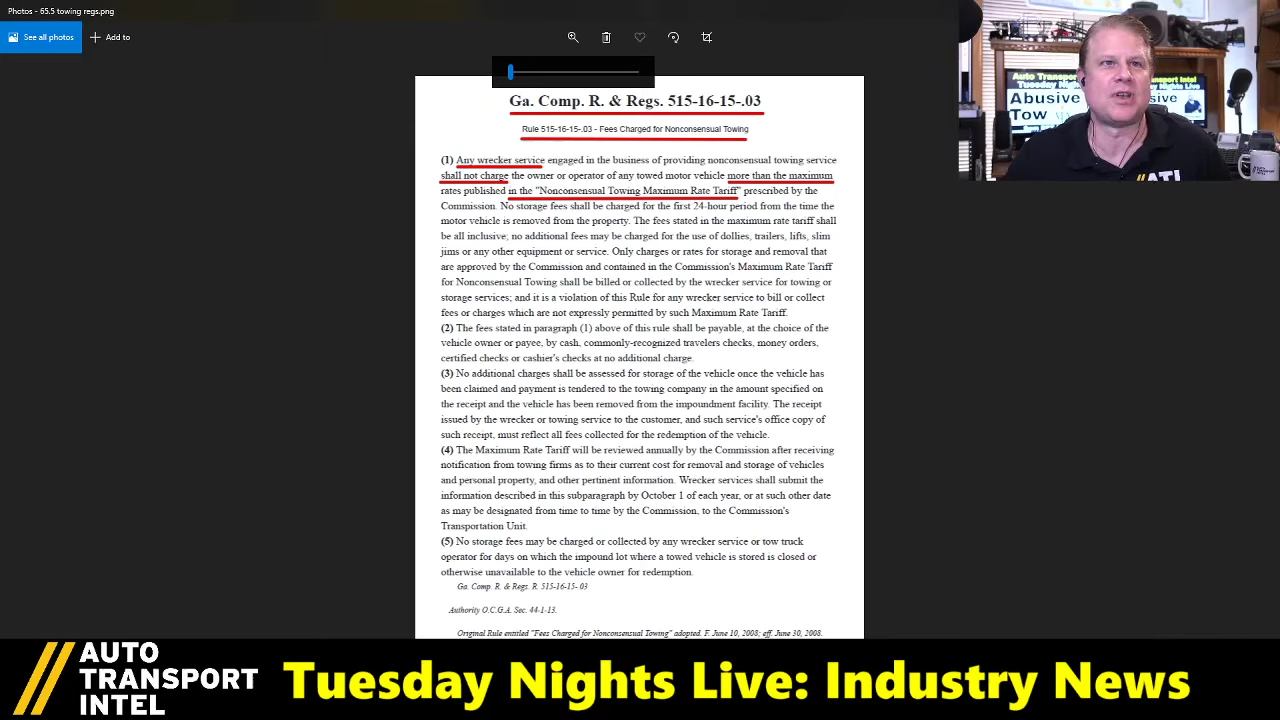 Photos - 65.5 towing regs.png
See all photos
Add to
Ga. Comp. R. & Regs. 515-16-15-.03
Rule 515-16-15-.03 - Fees Charged for Nonconsensual Towing
(1) Any wrecker service engaged in the business of providing nonconsensual towing service
shall not charge the owner or operator of any towed motor vehicle more than the maximum
rates published in the "Nonconsensual Towing Maximum Rate Tariff" prescribed by the
Commission. No storage fees shall be charged for the first 24-hour period from the time the
motor vehicle is removed from the property. The fees stated in the maximum rate tariff shall
be all inclusive; no additional fees may be charged for the use of dollies, trailers, lifts, slim
jims or any other equipment or service. Only charges or rates for storage and removal that
are approved by the Commission and contained in the Commission's Maximum Rate Tariff
for Nonconsensual Towing shall be billed or collected by the wrecker service for towing or
storage services; and it is a violation of this Rule for any wrecker service to bill or collect
fees or charges which are not expressly permitted by such Maximum Rate Tariff.
(2) The fees stated in paragraph (1) above of this rule shall be payable, at the choice of the
vehicle owner or payee, by cash, commonly-recognized travelers checks, money orders,
certified checks or cashier's checks at no additional charge.
(3) No additional charges shall be assessed for storage of the vehicle once the vehicle has
been claimed and payment is tendered to the towing company in the amount specified on
the receipt and the vehicle has been removed from the impoundment facility. The receipt
issued by the wrecker or towing service to the customer, and such service's office copy of
such receipt, must reflect all fees collected for the redemption of the vehicle.
(4) The Maximum Rate Tariff will be reviewed annually by the Commission after receiving
notification from towing firms as to their current cost for removal and storage of vehicles
and personal property, and other pertinent information. Wrecker services shall submit the
information described in this subparagraph by October 1 of each year, or at such other date
as may be designated from time to time by the Commission, to the Commission's
Transportation Unit.
(5) No storage fees may be charged or collected by any wrecker service or tow truck
operator for days on which the impound lot where a towed vehicle is stored is closed or
otherwise unavailable to the vehicle owner for redemption.
Ga. Comp. R. & Regs. R. 515-16-15-.03
Authority O.C.G.A. Sec. 44-1-13.
Original Rule entitled "Fees Charged for Nonconsensual Towing" adopted. F. June 10, 2008; eff. June 30, 2008.
Auto Transport Intel
Tuesday Nights Live
Abusive
Tow
AUTO
TRANSPORT
INTEL
Tuesday Nights Live: Industry News